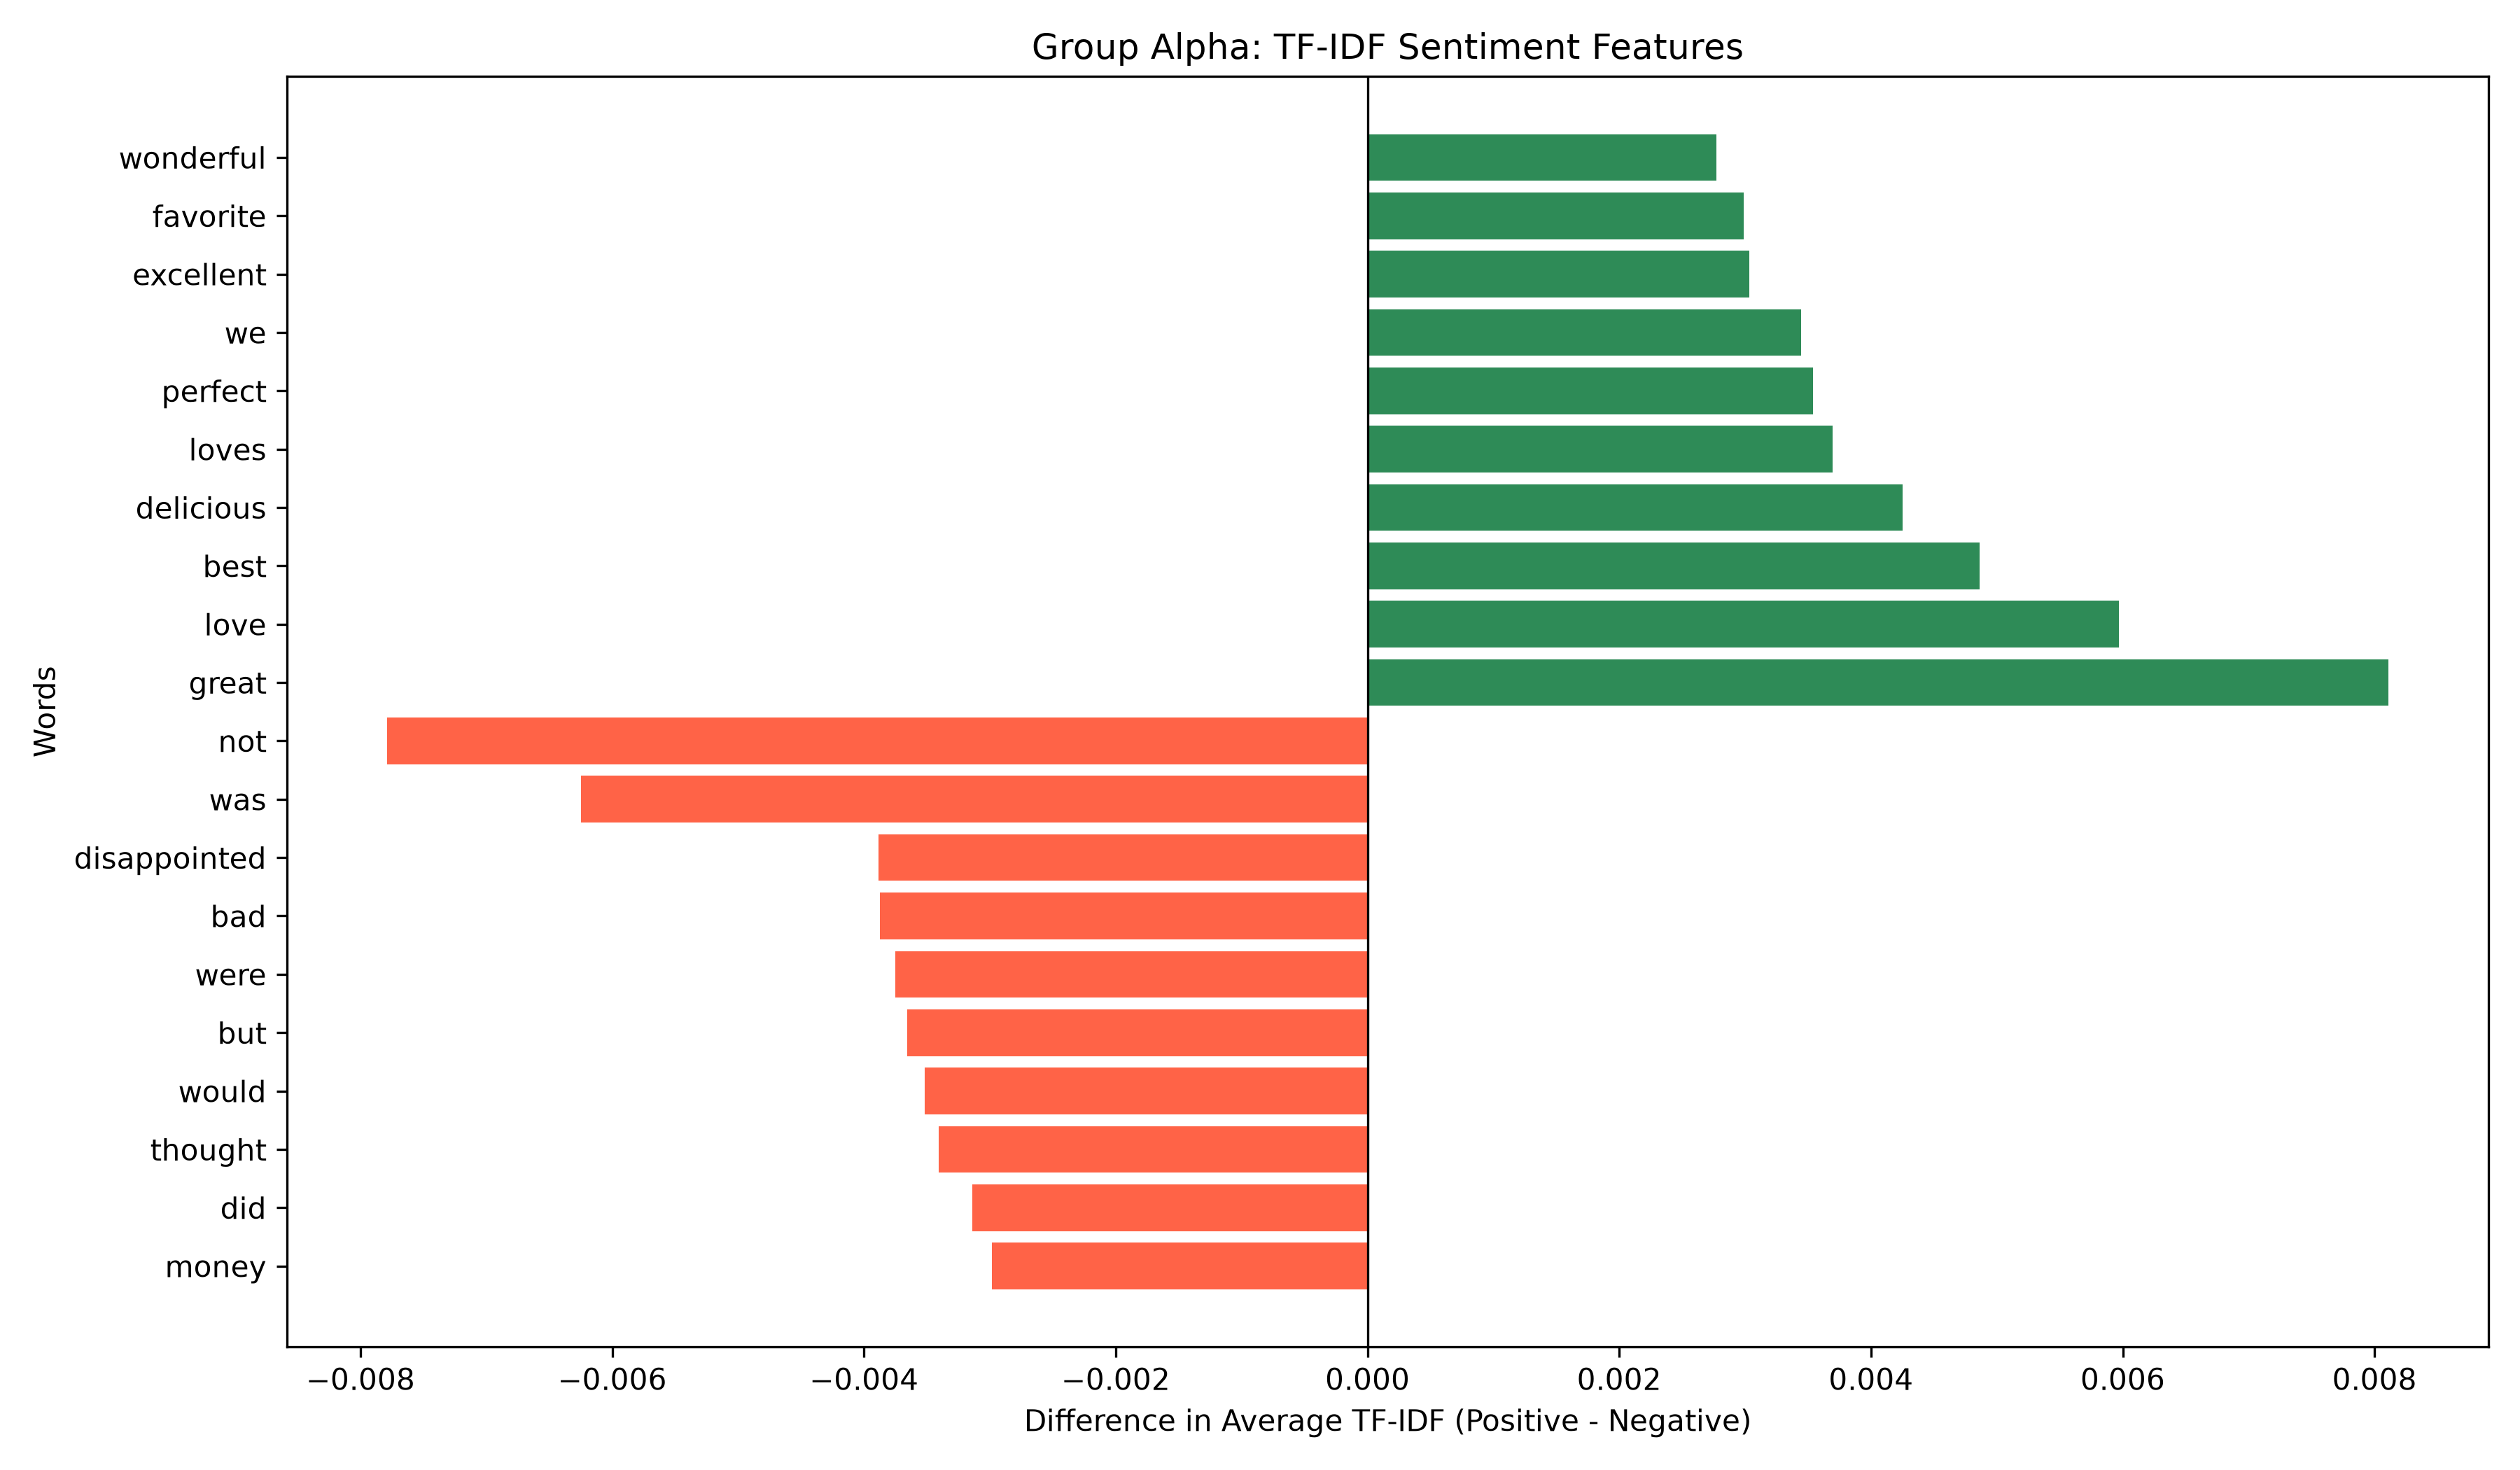 Group Alpha: TF-IDF Sentiment Features
Words
wonderful
favorite
excellent
we
perfect
loves
delicious
best
love
great
not
was
disappointed
bad
were
but
would
thought
did
money
−0.008 −0.006 −0.004 −0.002 0.000 0.002 0.004 0.006 0.008
Difference in Average TF-IDF (Positive - Negative)